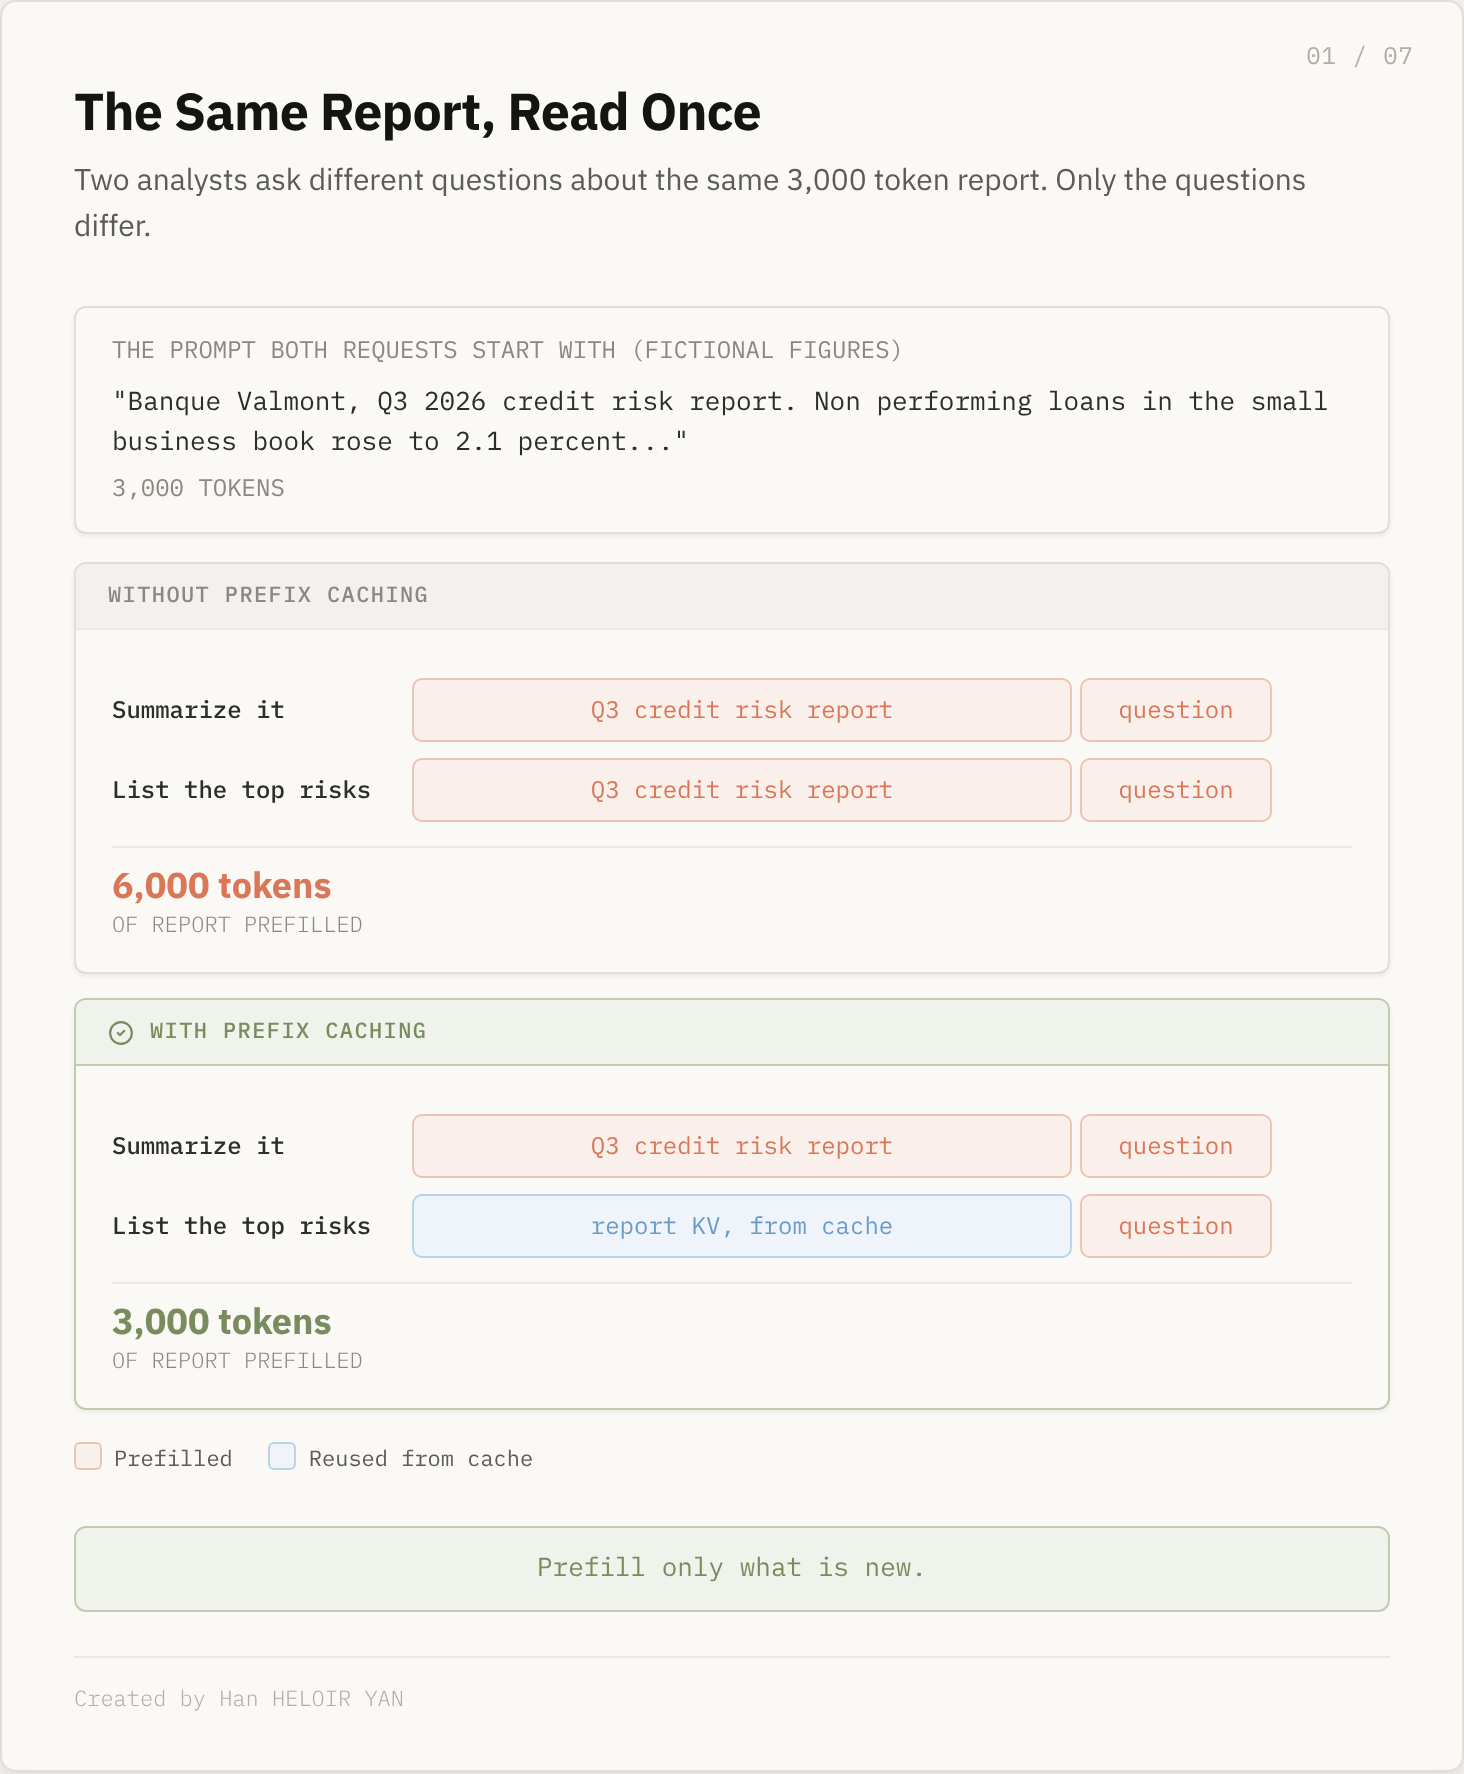 01 / 07
The Same Report, Read Once
Two analysts ask different questions about the same 3,000 token report. Only the questions
differ.
THE PROMPT BOTH REQUESTS START WITH (FICTIONAL FIGURES)
"Banque Valmont, Q3 2026 credit risk report. Non performing loans in the small
business book rose to 2.1 percent..."
3,000 TOKENS
WITHOUT PREFIX CACHING
Summarize it Q3 credit risk report question
List the top risks Q3 credit risk report question
6,000 tokens
OF REPORT PREFILLED
WITH PREFIX CACHING
Summarize it Q3 credit risk report question
List the top risks report KV, from cache question
3,000 tokens
OF REPORT PREFILLED
Prefilled Reused from cache
Prefill only what is new.
Created by Han HELOIR YAN